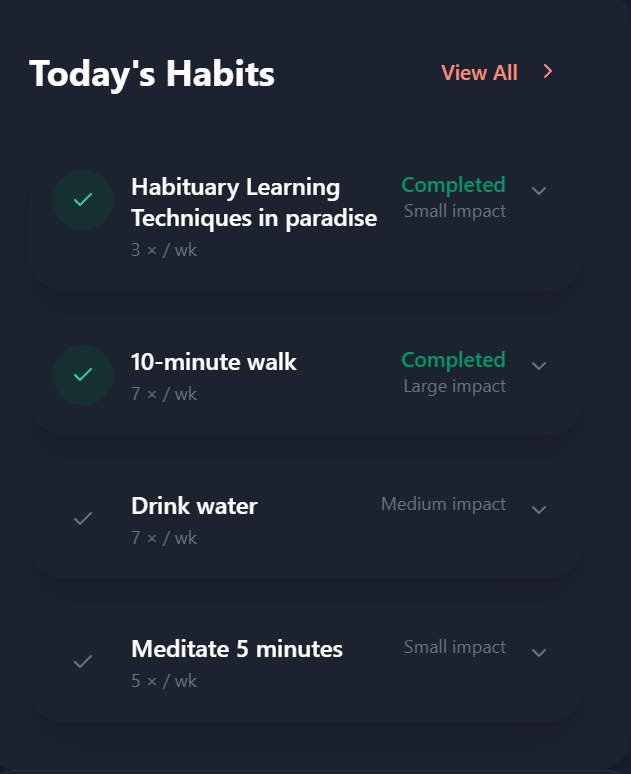 Today's Habits
View All
Habituary Learning
Techniques in paradise
3 × / wk
Completed
Small impact
10-minute walk
7 × / wk
Completed
Large impact
Drink water
7 × / wk
Medium impact
Meditate 5 minutes
5 × / wk
Small impact